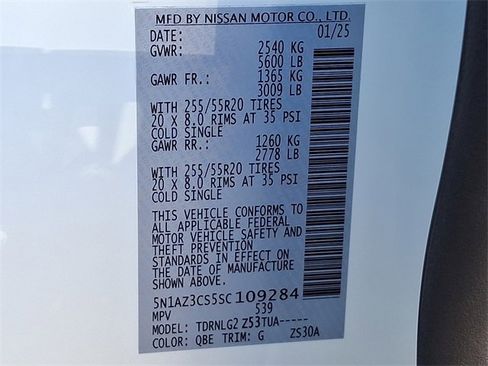 MFD BY NISSAN MOTOR CO., LTD.
DATE: 01/25
GVWR: 2540 KG
5600 LB
GAWR FR.: 1365 KG
3009 LB
WITH 255/55R20 TIRES
20 X 8.0 RIMS AT 35 PSI
COLD SINGLE
GAWR RR.: 1260 KG
2778 LB
WITH 255/55R20 TIRES
20 X 8.0 RIMS AT 35 PSI
COLD SINGLE
THIS VEHICLE CONFORMS TO
ALL APPLICABLE FEDERAL
MOTOR VEHICLE SAFETY AND
THEFT PREVENTION
STANDARDS IN EFFECT ON
THE DATE OF MANUFACTURE
SHOWN ABOVE.
5N1AZ3CS5SC109284
MPV 539
MODEL: TDRNLG2 Z53TUA-----
COLOR: QBE TRIM: G ZS30A